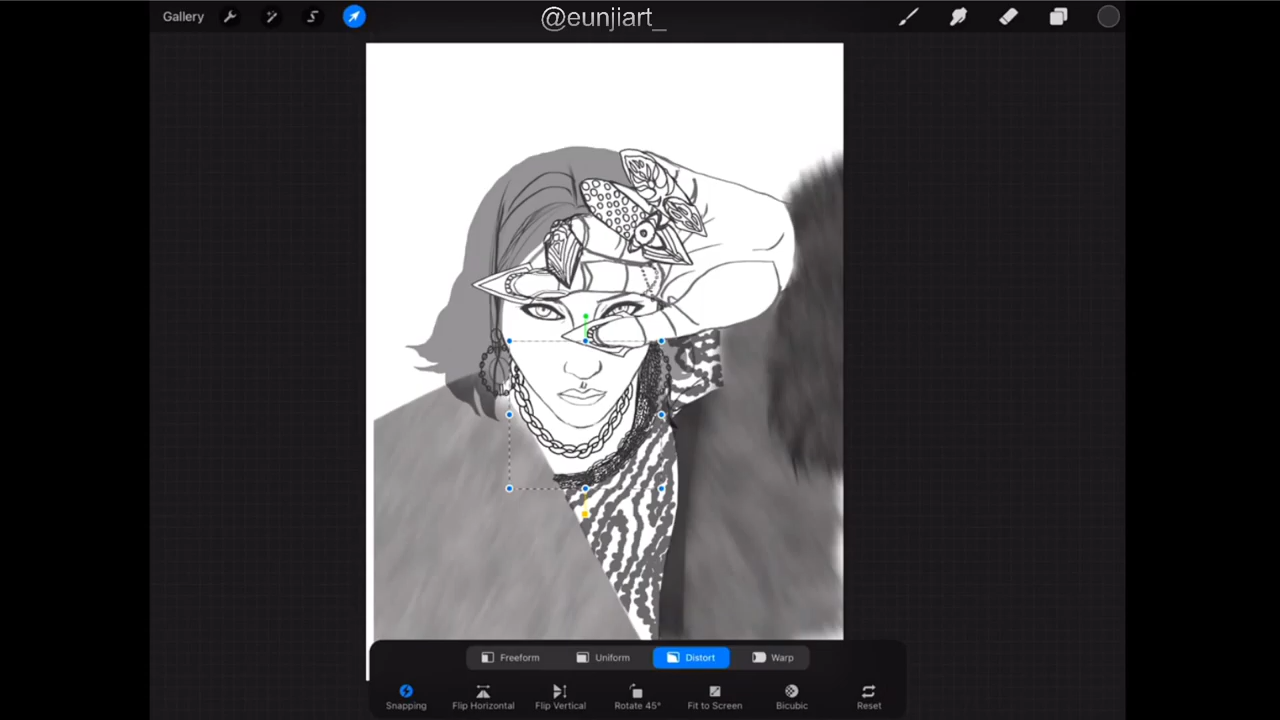 Gallery
@eunjiart_
Freeform
Uniform
Distort
Warp
Snapping
Flip Horizontal
Flip Vertical
Rotate 45°
Fit to Screen
Bicubic
Reset